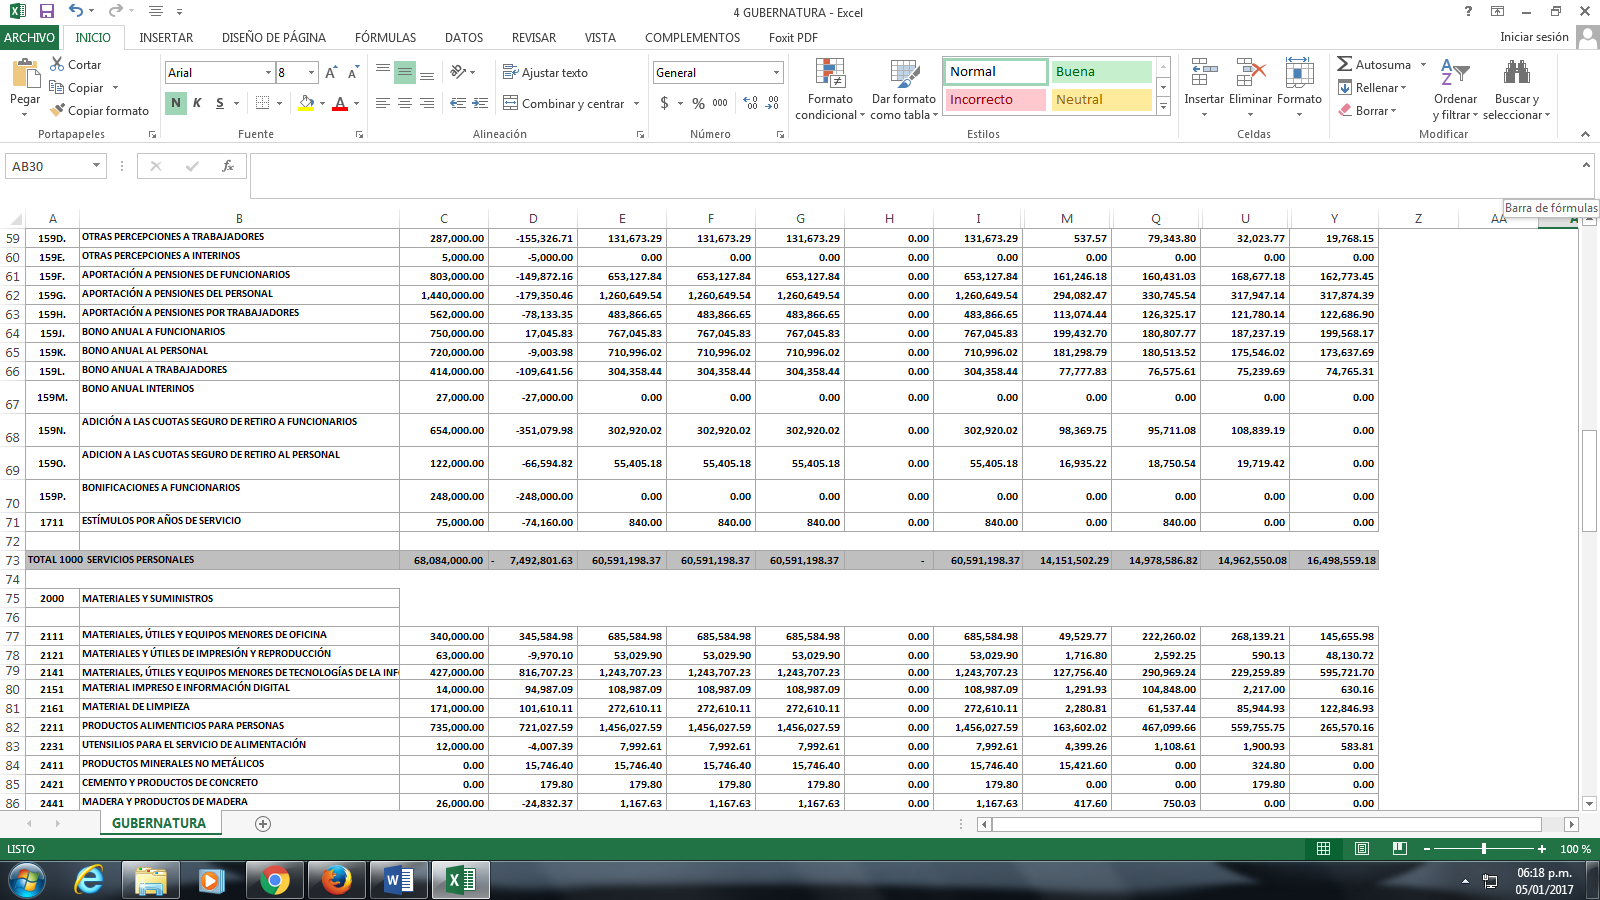 4 GUBERNATURA - Excel
ARCHIVO INICIO INSERTAR DISEÑO DE PÁGINA FÓRMULAS DATOS REVISAR VISTA COMPLEMENTOS Foxit PDF Iniciar sesión
Pegar Cortar Copiar Copiar formato Portapapeles
Arial 8 N K S Fuente
Ajustar texto Combinar y centrar Alineación
General $ % 000 Número
Formato condicional Dar formato como tabla Normal Buena Incorrecto Neutral Estilos
Insertar Eliminar Formato Celdas
Autosuma Rellenar Borrar Ordenar y filtrar Buscar y seleccionar Modificar
AB30 fx
Barra de fórmulas
A B C D E F G H I M Q U Y Z AA
59 159D. OTRAS PERCEPCIONES A TRABAJADORES 287,000.00 -155,326.71 131,673.29 131,673.29 131,673.29 0.00 131,673.29 537.57 79,343.80 32,023.77 19,768.15
60 159E. OTRAS PERCEPCIONES A INTERINOS 5,000.00 -5,000.00 0.00 0.00 0.00 0.00 0.00 0.00 0.00 0.00 0.00
61 159F. APORTACIÓN A PENSIONES DE FUNCIONARIOS 803,000.00 -149,872.16 653,127.84 653,127.84 653,127.84 0.00 653,127.84 161,246.18 160,431.03 168,677.18 162,773.45
62 159G. APORTACIÓN A PENSIONES DEL PERSONAL 1,440,000.00 -179,350.46 1,260,649.54 1,260,649.54 1,260,649.54 0.00 1,260,649.54 294,082.47 330,745.54 317,947.14 317,874.39
63 159H. APORTACIÓN A PENSIONES POR TRABAJADORES 562,000.00 -78,133.35 483,866.65 483,866.65 483,866.65 0.00 483,866.65 113,074.44 126,325.17 121,780.14 122,686.90
64 159J. BONO ANUAL A FUNCIONARIOS 750,000.00 17,045.83 767,045.83 767,045.83 767,045.83 0.00 767,045.83 199,432.70 180,807.77 187,237.19 199,568.17
65 159K. BONO ANUAL AL PERSONAL 720,000.00 -9,003.98 710,996.02 710,996.02 710,996.02 0.00 710,996.02 181,298.79 180,513.52 175,546.02 173,637.69
66 159L. BONO ANUAL A TRABAJADORES 414,000.00 -109,641.56 304,358.44 304,358.44 304,358.44 0.00 304,358.44 77,777.83 76,575.61 75,239.69 74,765.31
67 159M. BONO ANUAL INTERINOS 27,000.00 -27,000.00 0.00 0.00 0.00 0.00 0.00 0.00 0.00 0.00 0.00
68 159N. ADICIÓN A LAS CUOTAS SEGURO DE RETIRO A FUNCIONARIOS 654,000.00 -351,079.98 302,920.02 302,920.02 302,920.02 0.00 302,920.02 98,369.75 95,711.08 108,839.19 0.00
69 159O. ADICION A LAS CUOTAS SEGURO DE RETIRO AL PERSONAL 122,000.00 -66,594.82 55,405.18 55,405.18 55,405.18 0.00 55,405.18 16,935.22 18,750.54 19,719.42 0.00
70 159P. BONIFICACIONES A FUNCIONARIOS 248,000.00 -248,000.00 0.00 0.00 0.00 0.00 0.00 0.00 0.00 0.00 0.00
71 1711 ESTÍMULOS POR AÑOS DE SERVICIO 75,000.00 -74,160.00 840.00 840.00 840.00 0.00 840.00 0.00 840.00 0.00 0.00
72
73 TOTAL 1000 SERVICIOS PERSONALES 68,084,000.00 - 7,492,801.63 60,591,198.37 60,591,198.37 60,591,198.37 - 60,591,198.37 14,151,502.29 14,978,586.82 14,962,550.08 16,498,559.18
74
75 2000 MATERIALES Y SUMINISTROS
76
77 2111 MATERIALES, ÚTILES Y EQUIPOS MENORES DE OFICINA 340,000.00 345,584.98 685,584.98 685,584.98 685,584.98 0.00 685,584.98 49,529.77 222,260.02 268,139.21 145,655.98
78 2121 MATERIALES Y ÚTILES DE IMPRESIÓN Y REPRODUCCIÓN 63,000.00 -9,970.10 53,029.90 53,029.90 53,029.90 0.00 53,029.90 1,716.80 2,592.25 590.13 48,130.72
79 2141 MATERIALES, ÚTILES Y EQUIPOS MENORES DE TECNOLOGÍAS DE LA INF 427,000.00 816,707.23 1,243,707.23 1,243,707.23 1,243,707.23 0.00 1,243,707.23 127,756.40 290,969.24 229,259.89 595,721.70
80 2151 MATERIAL IMPRESO E INFORMACIÓN DIGITAL 14,000.00 94,987.09 108,987.09 108,987.09 108,987.09 0.00 108,987.09 1,291.93 104,848.00 2,217.00 630.16
81 2161 MATERIAL DE LIMPIEZA 171,000.00 101,610.11 272,610.11 272,610.11 272,610.11 0.00 272,610.11 2,280.81 61,537.44 85,944.93 122,846.93
82 2211 PRODUCTOS ALIMENTICIOS PARA PERSONAS 735,000.00 721,027.59 1,456,027.59 1,456,027.59 1,456,027.59 0.00 1,456,027.59 163,602.02 467,099.66 559,755.75 265,570.16
83 2231 UTENSILIOS PARA EL SERVICIO DE ALIMENTACIÓN 12,000.00 -4,007.39 7,992.61 7,992.61 7,992.61 0.00 7,992.61 4,399.26 1,108.61 1,900.93 583.81
84 2411 PRODUCTOS MINERALES NO METÁLICOS 0.00 15,746.40 15,746.40 15,746.40 15,746.40 0.00 15,746.40 15,421.60 0.00 324.80 0.00
85 2421 CEMENTO Y PRODUCTOS DE CONCRETO 0.00 179.80 179.80 179.80 179.80 0.00 179.80 0.00 0.00 179.80 0.00
86 2441 MADERA Y PRODUCTOS DE MADERA 26,000.00 -24,832.37 1,167.63 1,167.63 1,167.63 0.00 1,167.63 417.60 750.03 0.00 0.00
GUBERNATURA
LISTO 100 %
06:18 p.m.
05/01/2017